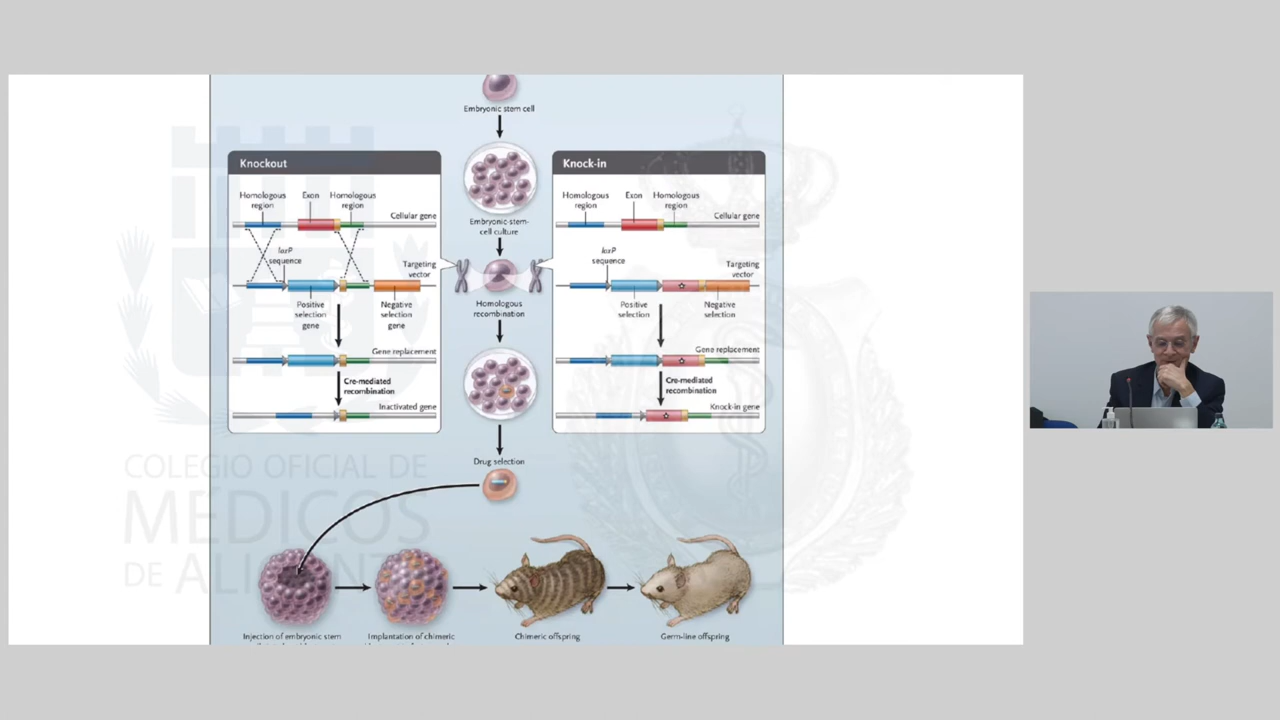 Embryonic stem cell
Knockout
Homologous
region
Exon
Homologous
region
Cellular gene
loxP
sequence
Targeting
vector
Positive
selection
gene
Negative
selection
gene
Gene replacement
Cre-mediated
recombination
Inactivated gene
Embryonic-stem-
cell culture
Homologous
recombination
Drug selection
Knock-in
Homologous
region
Exon
Homologous
region
Cellular gene
loxP
sequence
Targeting
vector
Positive
selection
Negative
selection
Gene replacement
Cre-mediated
recombination
Knock-in gene
COLEGIO OFICIAL DE
MÉDICOS
DE
Injection of embryonic stem
Implantation of chimeric
Chimeric offspring
Germ-line offspring